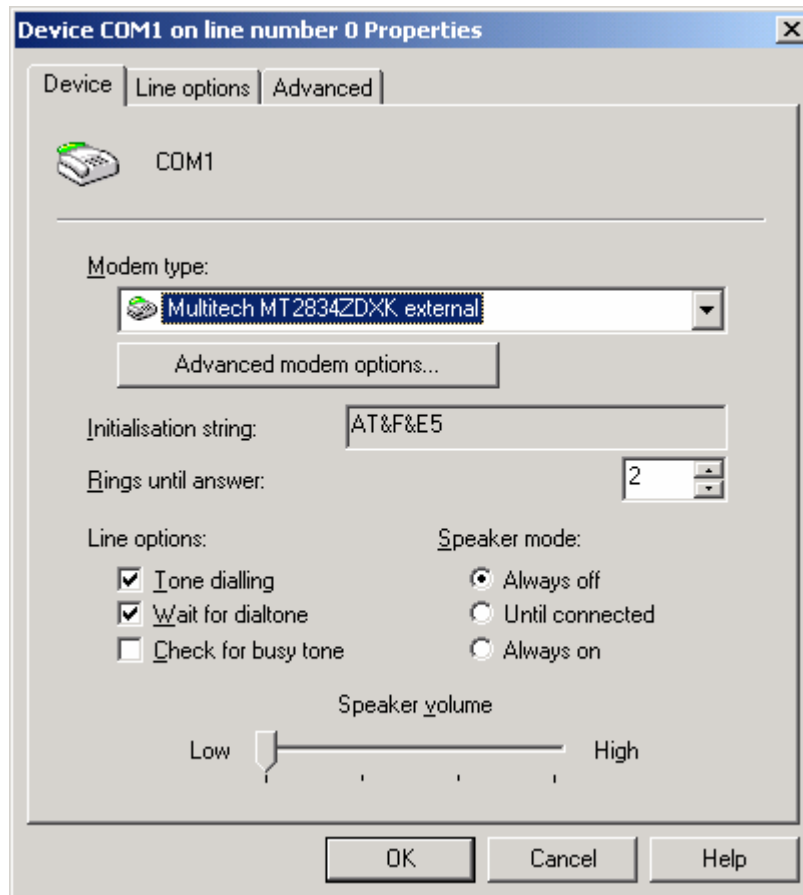 Device COM1 on line number 0 Properties
Device Line options Advanced
COM1
Modem type:
Multitech MT2834ZDXK external
Advanced modem options...
Initialisation string: AT&F&E5
Rings until answer: 2
Line options: Speaker mode:
Tone dialling Always off
Wait for dialtone Until connected
Check for busy tone Always on
Speaker volume
Low High
OK Cancel Help